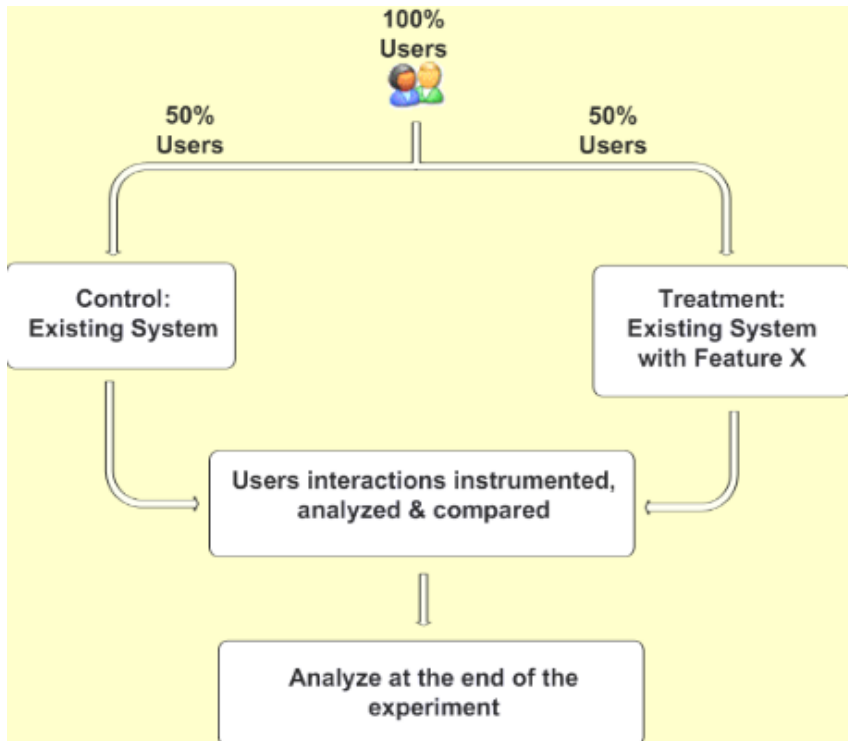 100%
Users
50%
Users
50%
Users
Control:
Existing System
Treatment:
Existing System
with Feature X
Users interactions instrumented,
analyzed & compared
Analyze at the end of the
experiment